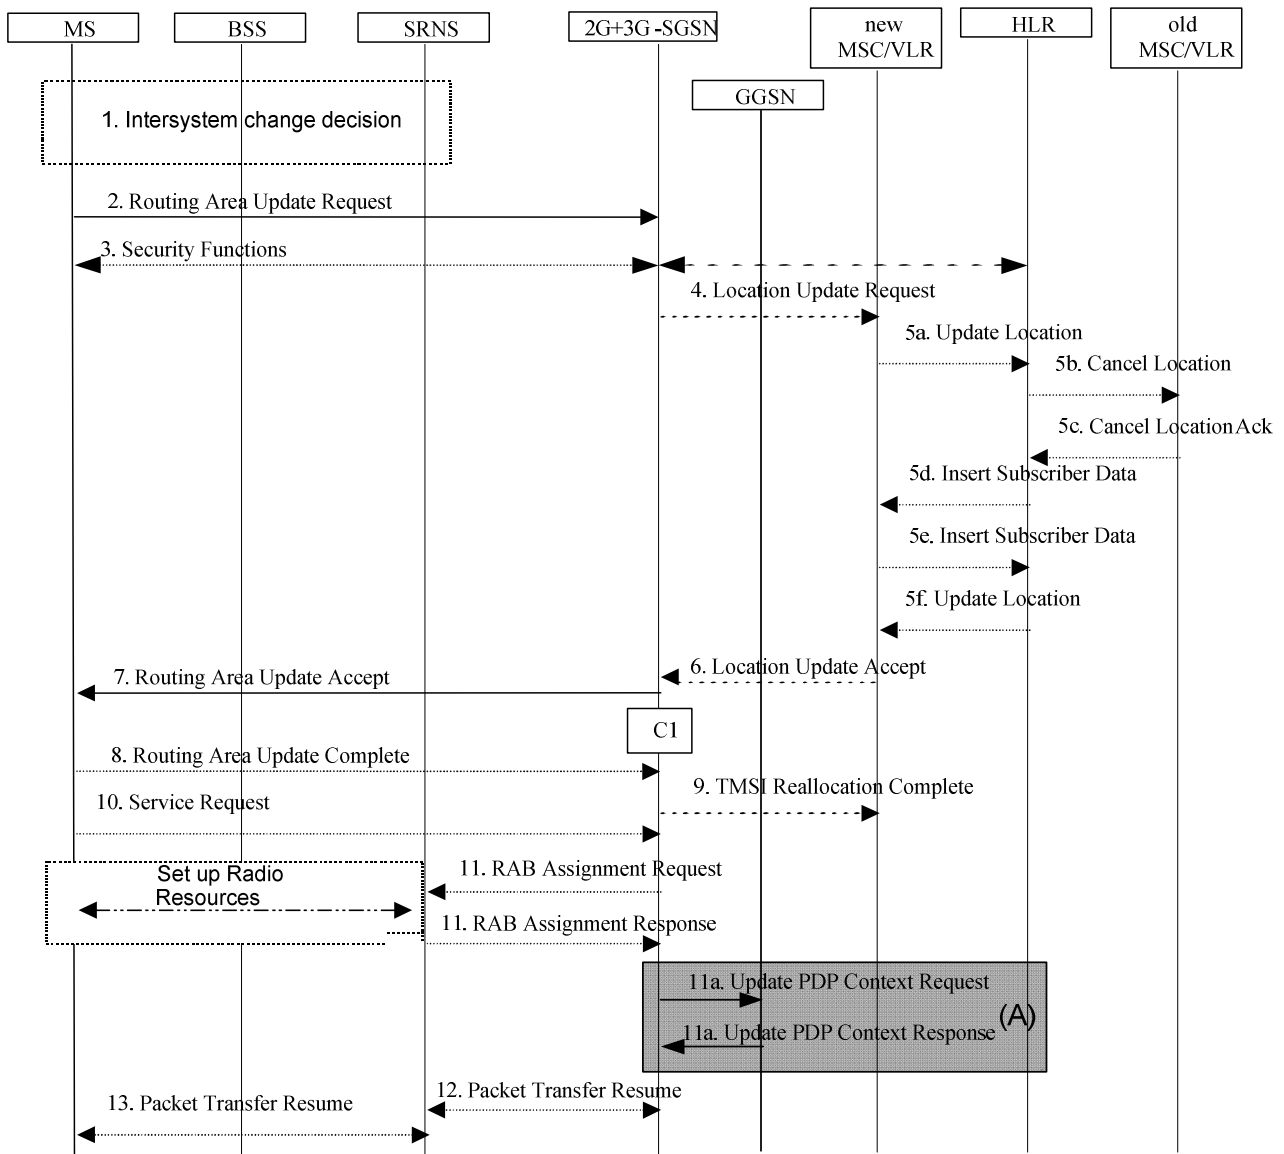 MS
BSS
SRNS
2G+3G-SGSN
new
MSC/VLR
HLR
old
MSC/VLR
GGSN
1. Intersystem change decision
2. Routing Area Update Request
3. Security Functions
4. Location Update Request
5a. Update Location
5b. Cancel Location
5c. Cancel Location Ack
5d. Insert Subscriber Data
5e. Insert Subscriber Data
5f. Update Location
6. Location Update Accept
7. Routing Area Update Accept
C1
8. Routing Area Update Complete
9. TMSI Reallocation Complete
10. Service Request
11. RAB Assignment Request
Set up Radio
Resources
11. RAB Assignment Response
11a. Update PDP Context Request
(A)
11a. Update PDP Context Response
12. Packet Transfer Resume
13. Packet Transfer Resume